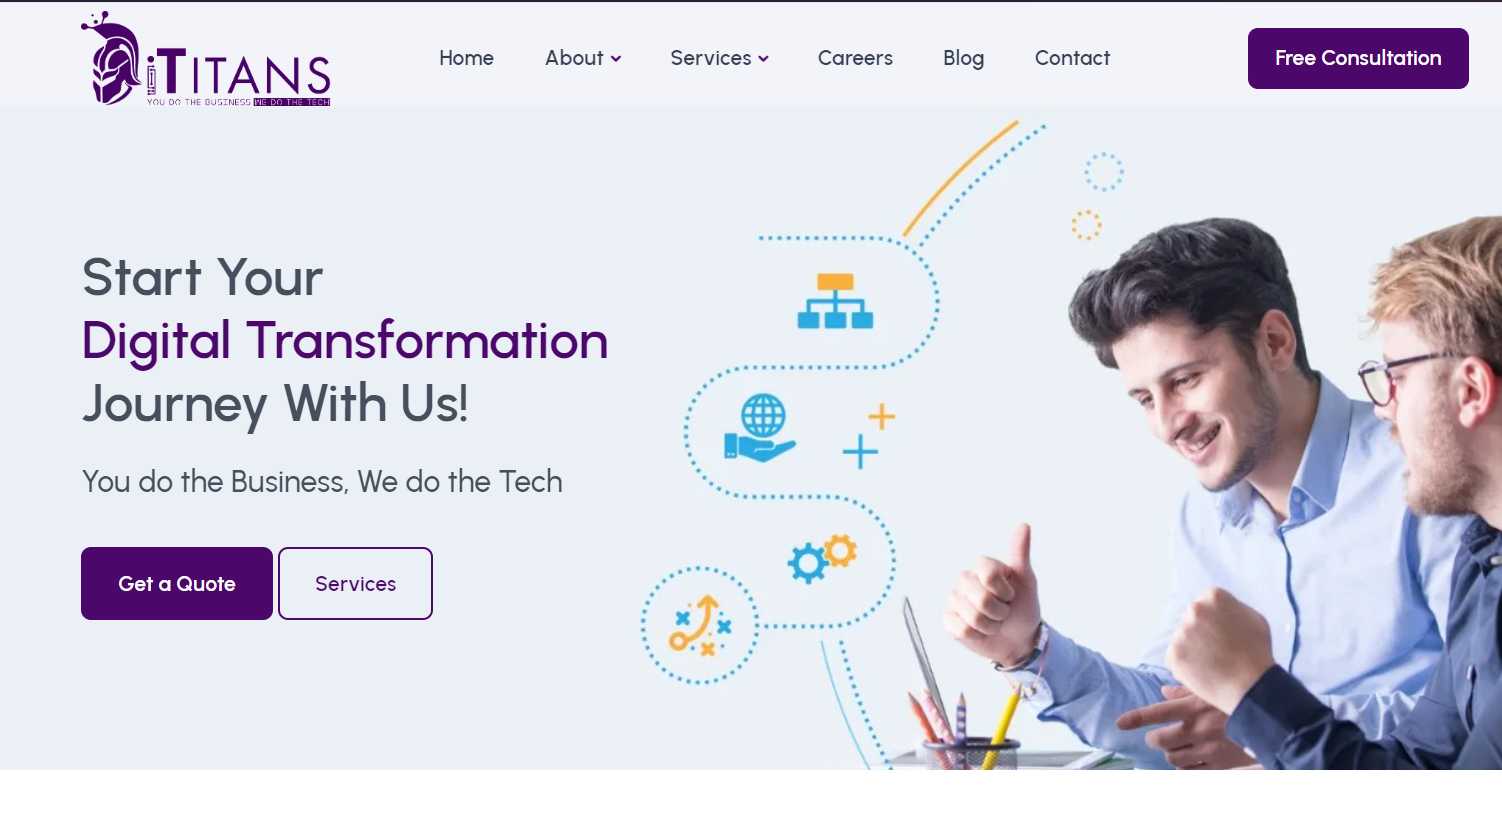 iTITANS
YOU DO THE BUSINESS WE DO THE TECH
Home About Services Careers Blog Contact
Free Consultation
Start Your
Digital Transformation
Journey With Us!
You do the Business, We do the Tech
Get a Quote Services